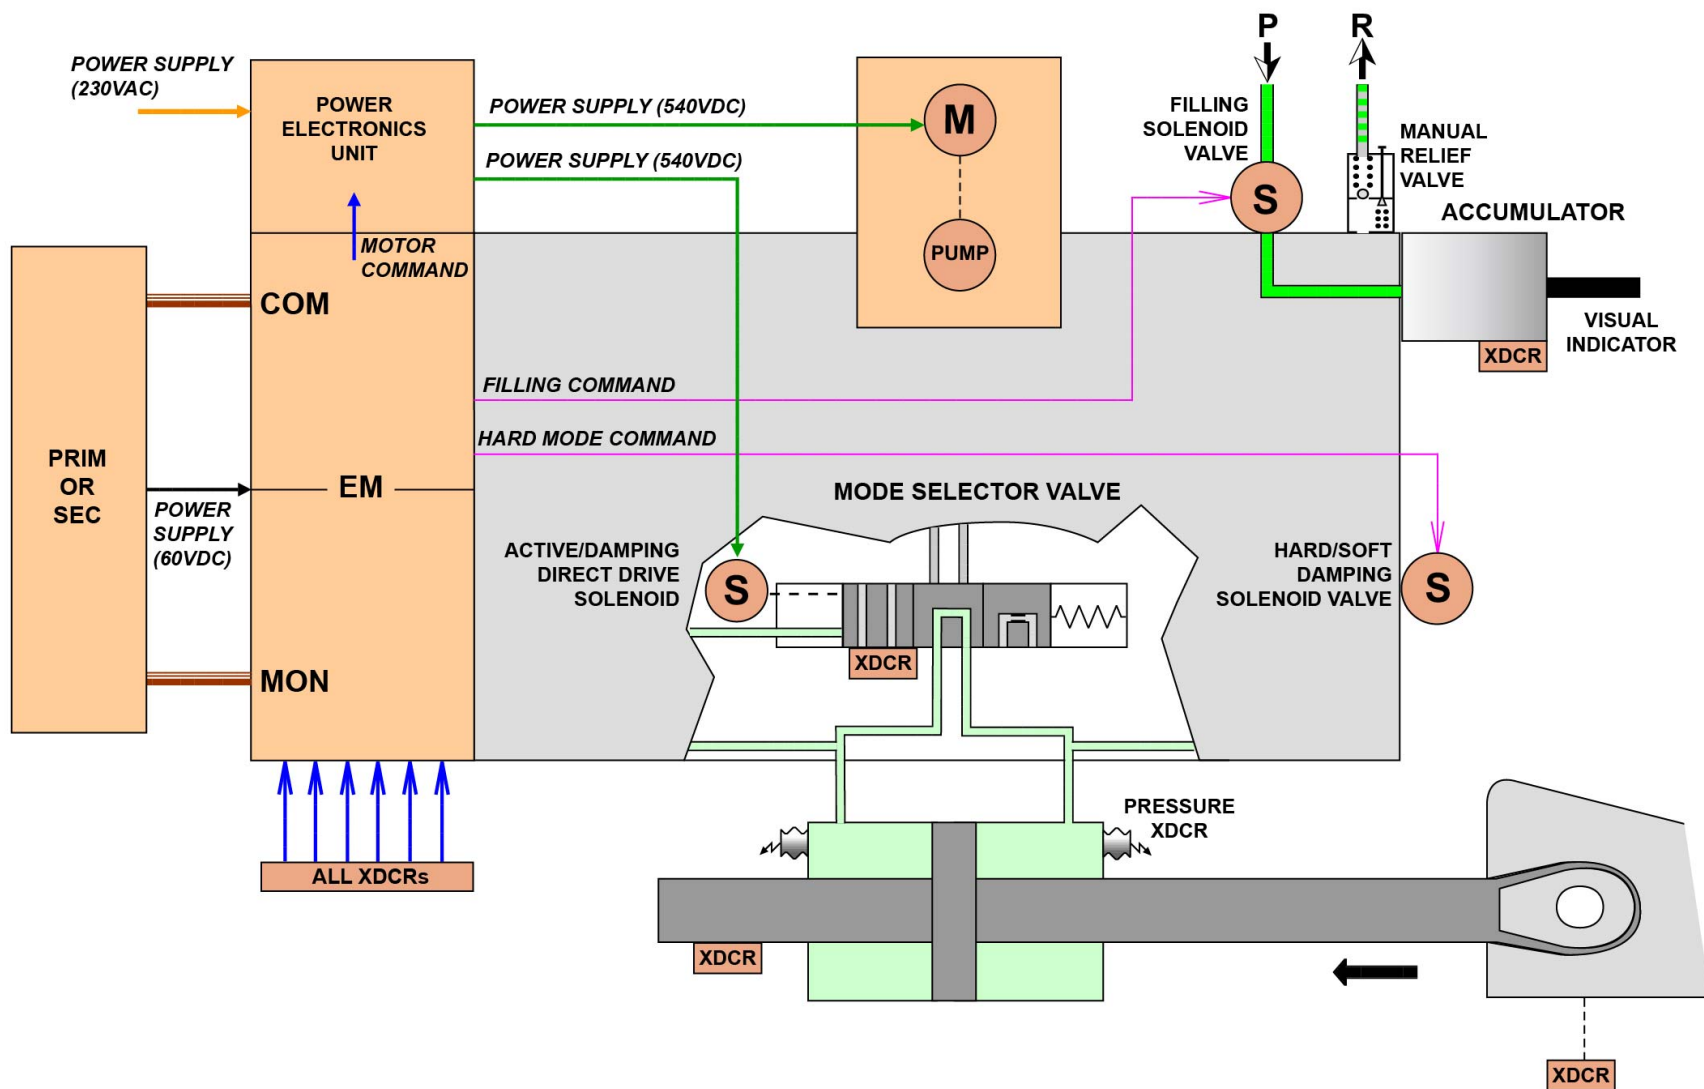 P
R
POWER SUPPLY
(230VAC)
POWER
ELECTRONICS
UNIT
POWER SUPPLY (540VDC)
POWER SUPPLY (540VDC)
M
PUMP
FILLING
SOLENOID
VALVE
S
MANUAL
RELIEF
VALVE
ACCUMULATOR
MOTOR
COMMAND
COM
VISUAL
INDICATOR
XDCR
FILLING COMMAND
HARD MODE COMMAND
PRIM
OR
SEC
EM
POWER
SUPPLY
(60VDC)
MODE SELECTOR VALVE
ACTIVE/DAMPING
DIRECT DRIVE
SOLENOID
S
HARD/SOFT
DAMPING
SOLENOID VALVE
S
XDCR
MON
PRESSURE
XDCR
ALL XDCRs
XDCR
XDCR